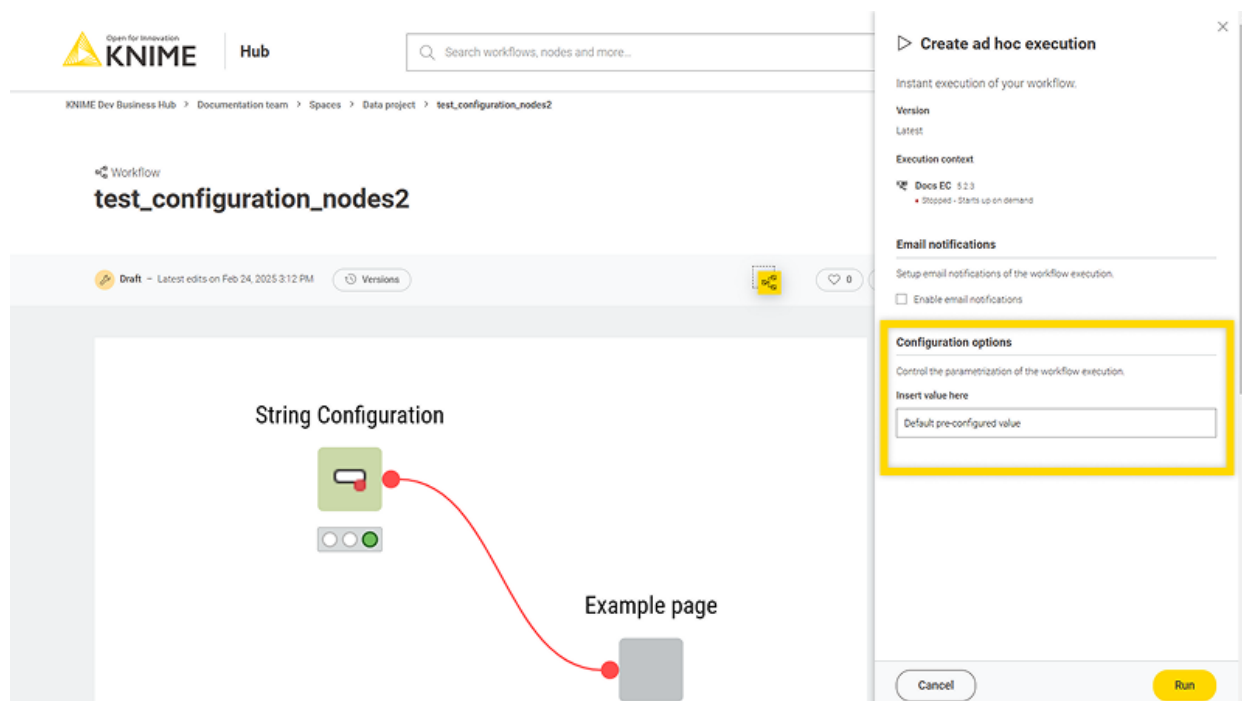 Open for Innovation
KNIME
Hub
Search workflows, nodes and more...
KNIME Dev Business Hub > Documentation team > Spaces > Data project > test_configuration_nodes2
Workflow
test_configuration_nodes2
Draft – Latest edits on Feb 24, 2025 3:12 PM
Versions
0
String Configuration
Example page
Create ad hoc execution
Instant execution of your workflow.
Version
Latest
Execution context
Docs EC 5.2.3
Stopped - Starts up on demand
Email notifications
Setup email notifications of the workflow execution.
Enable email notifications
Configuration options
Control the parametrization of the workflow execution.
Insert value here
Default pre-configured value
Cancel
Run